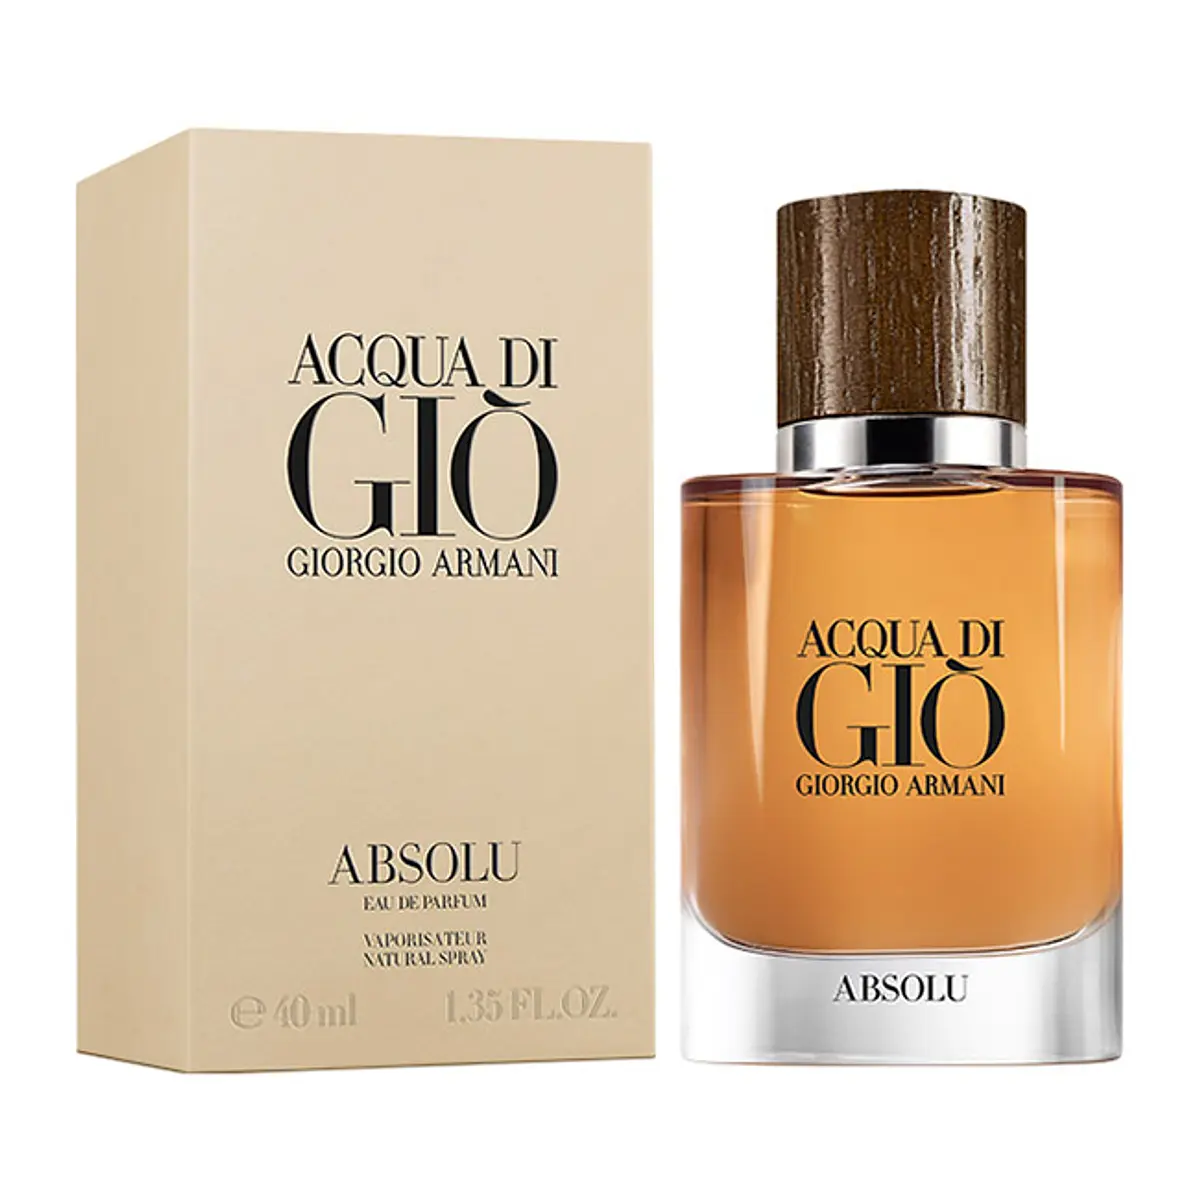 ACQUA DI
GIÒ
GIORGIO ARMANI
ABSOLU
EAU DE PARFUM
VAPORISATEUR
NATURAL SPRAY
℮ 40 ml 1.35 FL.OZ.
ACQUA DI
GIÒ
GIORGIO ARMANI
ABSOLU